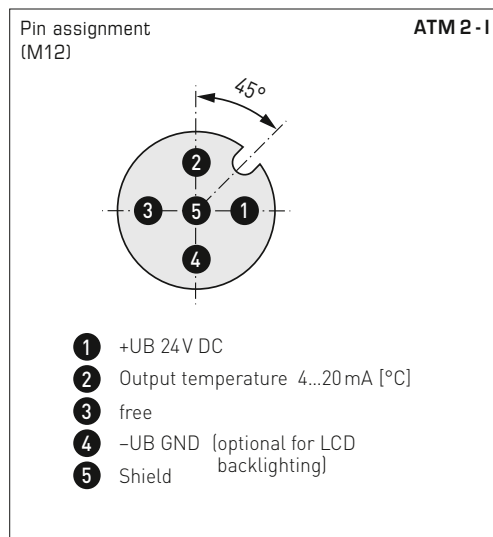 Pin assignment
(M12)
ATM 2 - I
45°
2
3 5 1
4
1 +UB 24 V DC
2 Output temperature 4...20 mA [°C]
3 free
4 –UB GND (optional for LCD
backlighting)
5 Shield